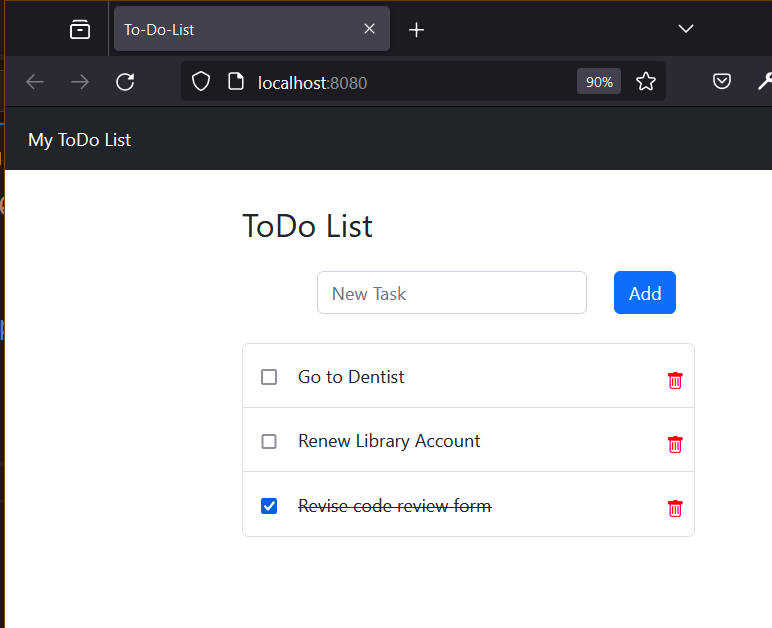 To-Do-List
localhost:8080
90%
My ToDo List
ToDo List
New Task
Add
Go to Dentist
Renew Library Account
Revise code review form